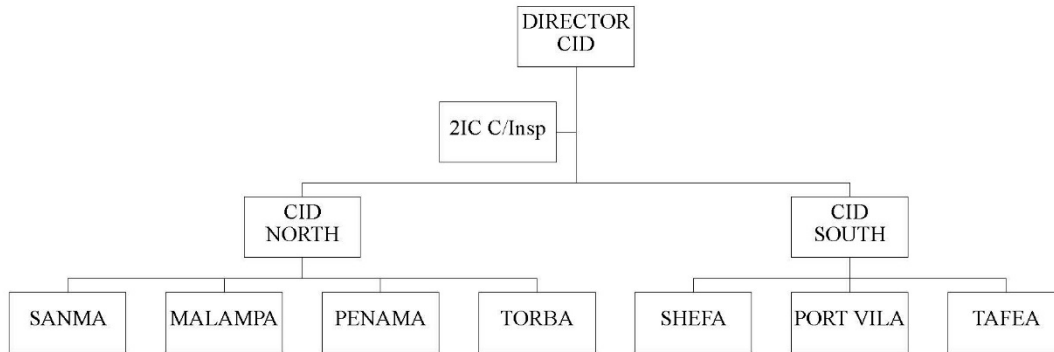 DIRECTOR
CID
2IC C/Insp
CID
NORTH
CID
SOUTH
SANMA
MALAMPA
PENAMA
TORBA
SHEFA
PORT VILA
TAFEA